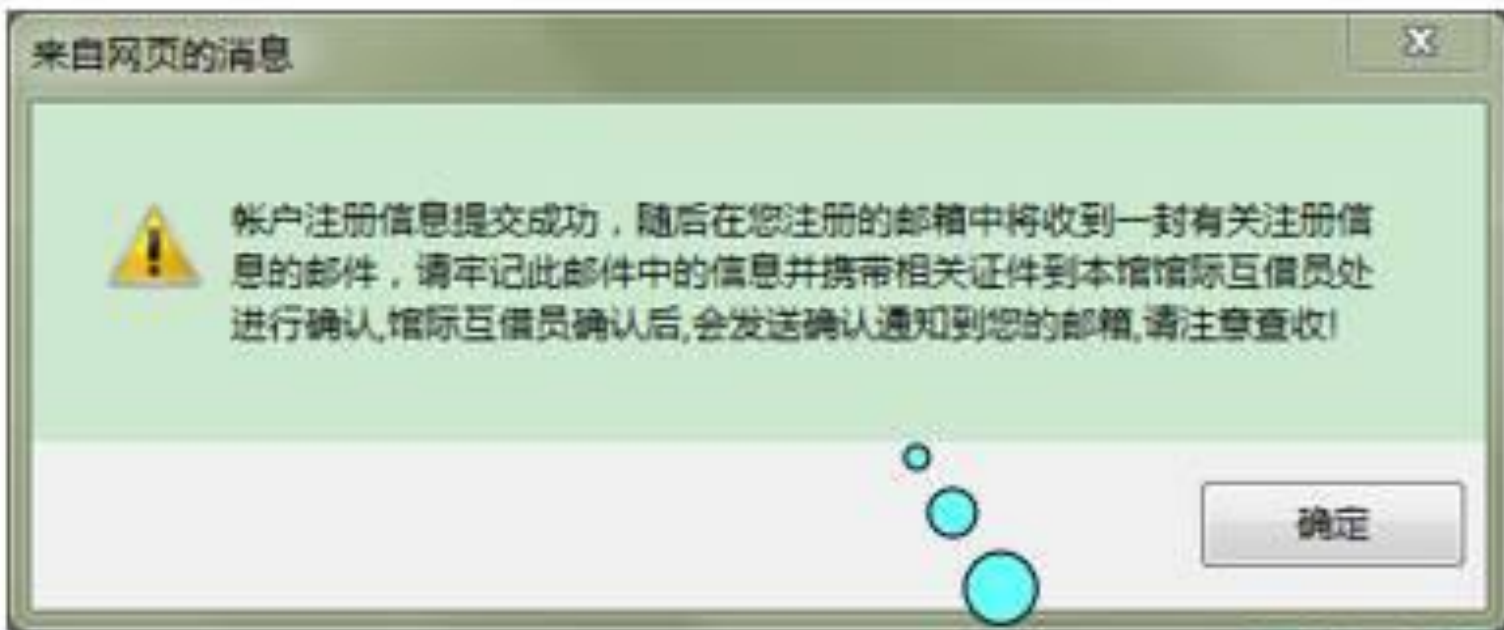 来自网页的消息
帐户注册信息提交成功，随后在您注册的邮箱中将收到一封有关注册信
息的邮件，请牢记此邮件中的信息并携带相关证件到本馆馆际互借员处
进行确认,馆际互借员确认后,会发送确认通知到您的邮箱,请注意查收!
确定